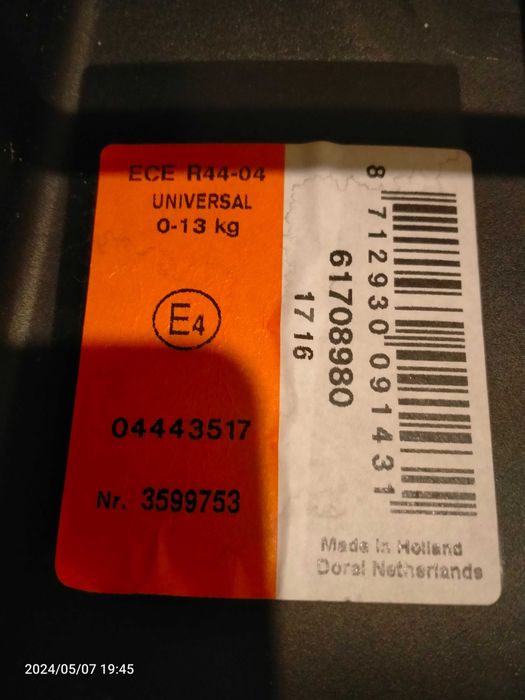 ECE R44-04
UNIVERSAL
0-13 kg
E4
04443517
Nr. 3599753
8 712930 091431
61708980
1716
Made in Holland
Dorel Netherlands
2024/05/07 19:45